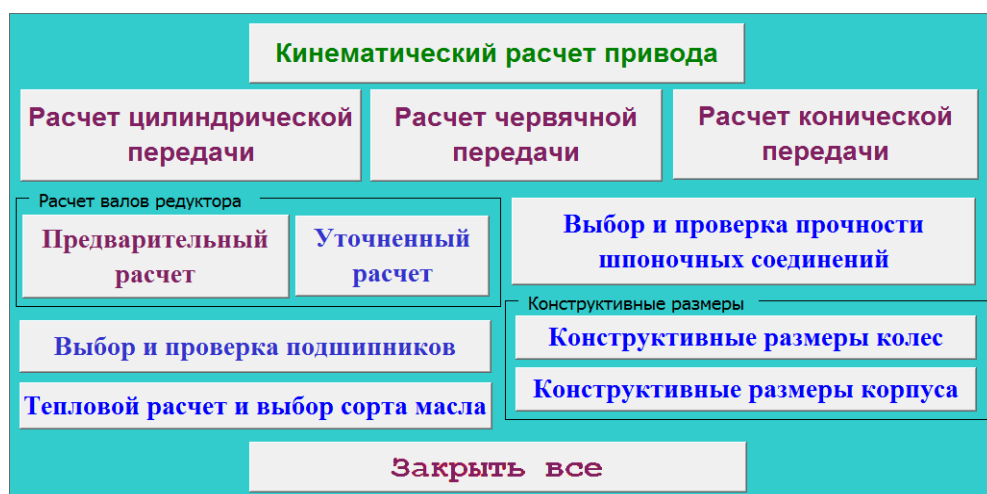 Кинематический расчет привода
Расчет цилиндрической
передачи
Расчет червячной
передачи
Расчет конической
передачи
Расчет валов редуктора
Предварительный
расчет
Уточненный
расчет
Выбор и проверка прочности
шпоночных соединений
Выбор и проверка подшипников
Тепловой расчет и выбор сорта масла
Конструктивные размеры
Конструктивные размеры колес
Конструктивные размеры корпуса
Закрыть все